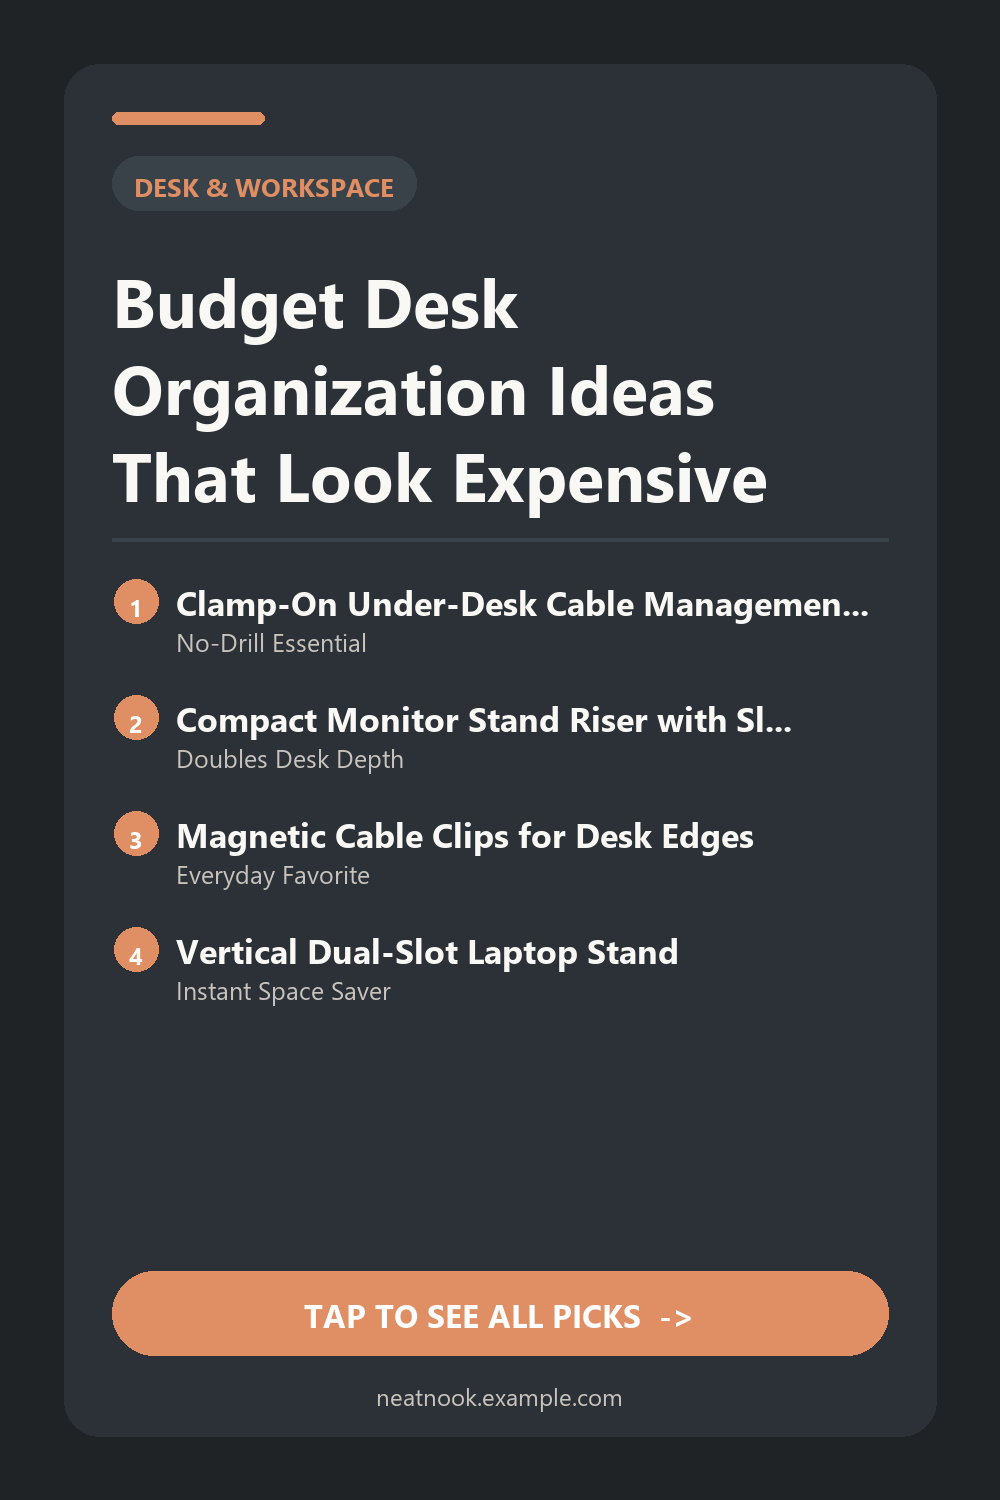 DESK & WORKSPACE
Budget Desk
Organization Ideas
That Look Expensive
1 Clamp-On Under-Desk Cable Managemen...
No-Drill Essential
2 Compact Monitor Stand Riser with Sl...
Doubles Desk Depth
3 Magnetic Cable Clips for Desk Edges
Everyday Favorite
4 Vertical Dual-Slot Laptop Stand
Instant Space Saver
TAP TO SEE ALL PICKS ->
neatnook.example.com